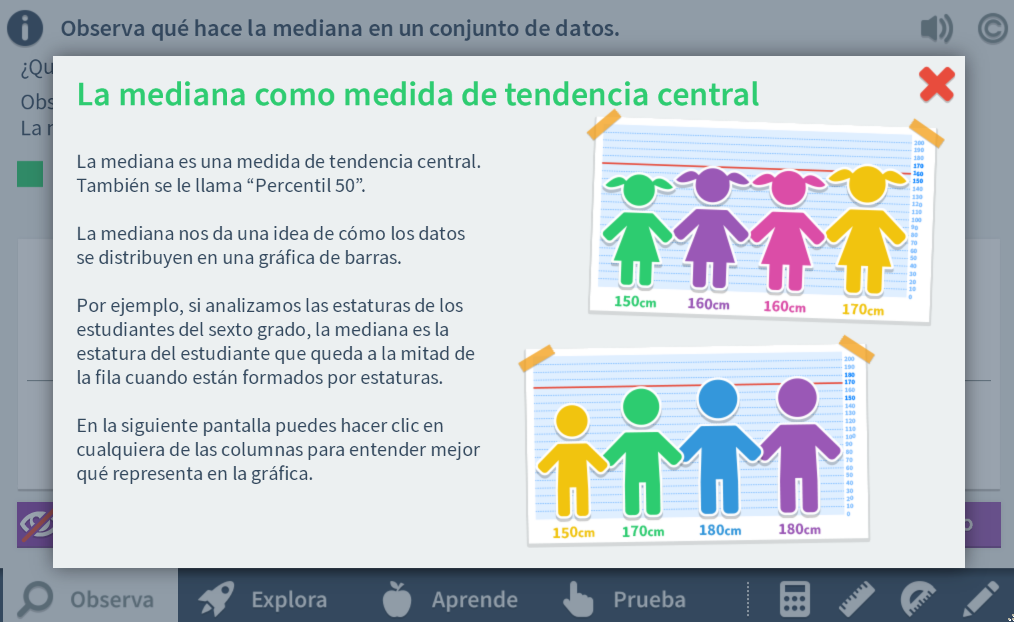 Observa qué hace la mediana en un conjunto de datos.
¿Qu
Obs
La
La mediana como medida de tendencia central
La mediana es una medida de tendencia central.
También se le llama “Percentil 50”.
La mediana nos da una idea de cómo los datos
se distribuyen en una gráfica de barras.
Por ejemplo, si analizamos las estaturas de los
estudiantes del sexto grado, la mediana es la
estatura del estudiante que queda a la mitad de
la fila cuando están formados por estaturas.
En la siguiente pantalla puedes hacer clic en
cualquiera de las columnas para entender mejor
qué representa en la gráfica.
150cm 160cm 160cm 170cm
150cm 170cm 180cm 180cm
Observa Explora Aprende Prueba